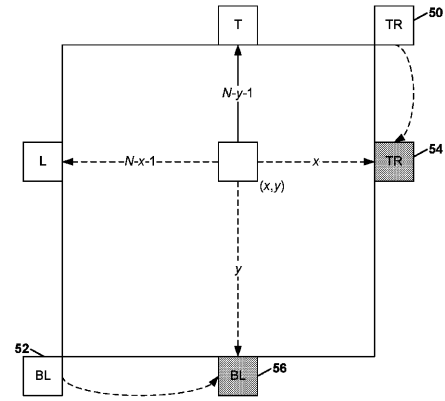 T TR 50
N-y-1
L N-x-1 x TR 54
(x,y)
y
52
BL BL 56